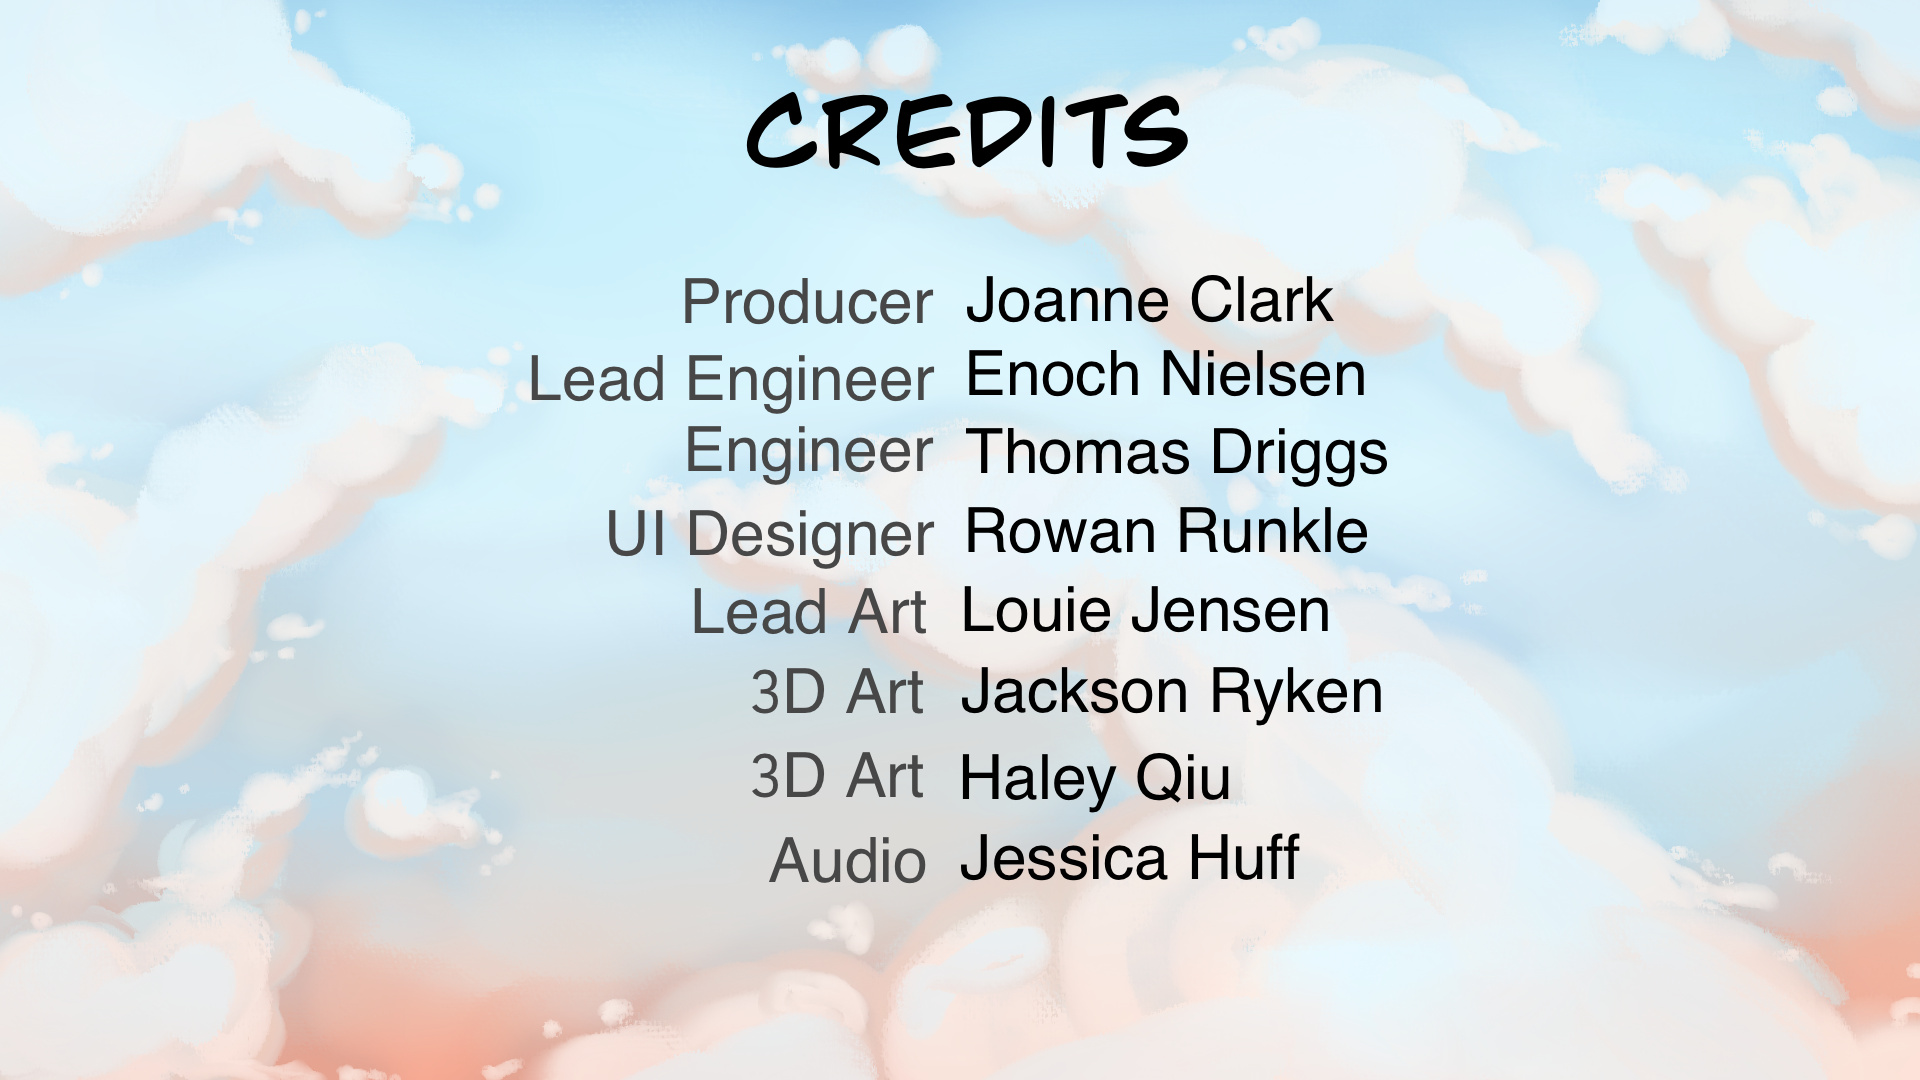 CREDITS
Producer Joanne Clark
Lead Engineer Enoch Nielsen
Engineer Thomas Driggs
UI Designer Rowan Runkle
Lead Art Louie Jensen
3D Art Jackson Ryken
3D Art Haley Qiu
Audio Jessica Huff